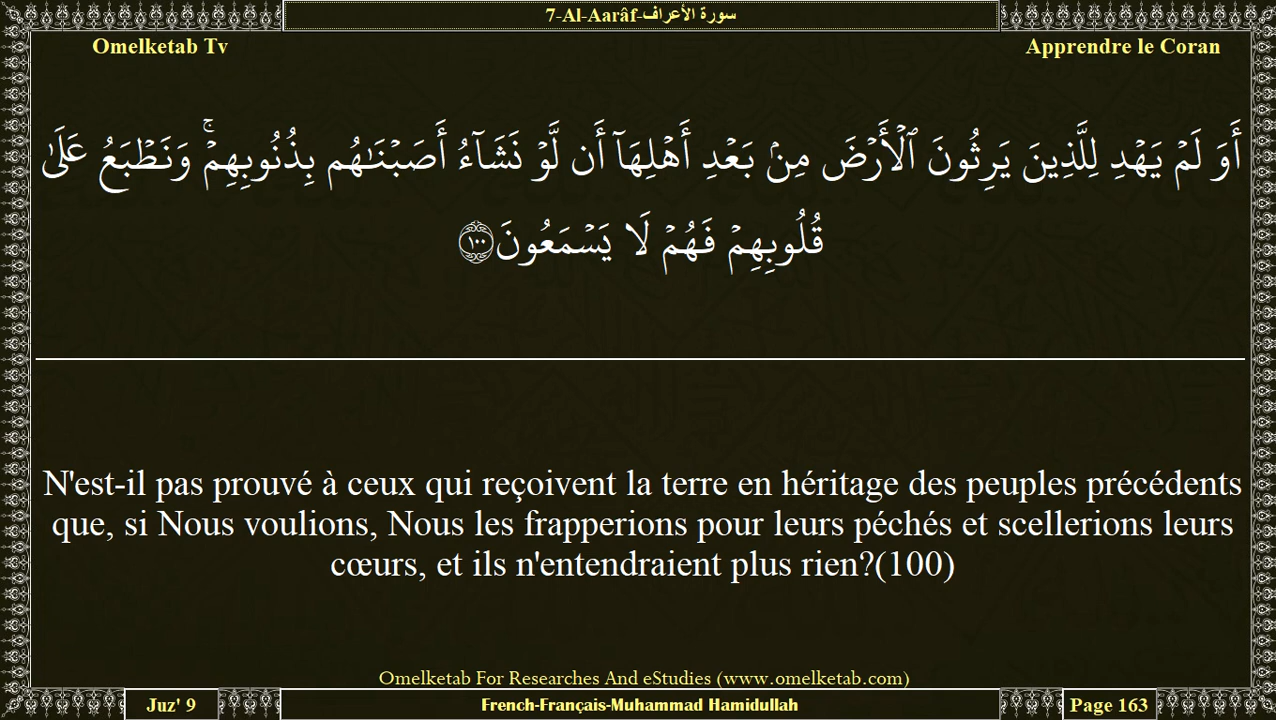 7-Al-Aarâf-سورة الأعراف
Omelketab Tv
Apprendre le Coran
أَوَ لَمۡ يَهۡدِ لِلَّذِينَ يَرِثُونَ ٱلۡأَرۡضَ مِنۢ بَعۡدِ أَهۡلِهَآ أَن لَّوۡ نَشَآءُ أَصَبۡنَٰهُم بِذُنُوبِهِمۡۚ وَنَطۡبَعُ عَلَىٰ
قُلُوبِهِمۡ فَهُمۡ لَا يَسۡمَعُونَ ١٠٠
N'est-il pas prouvé à ceux qui reçoivent la terre en héritage des peuples précédents
que, si Nous voulions, Nous les frapperions pour leurs péchés et scellerions leurs
cœurs, et ils n'entendraient plus rien?(100)
Omelketab For Researches And eStudies (www.omelketab.com)
Juz' 9
French-Français-Muhammad Hamidullah
Page 163